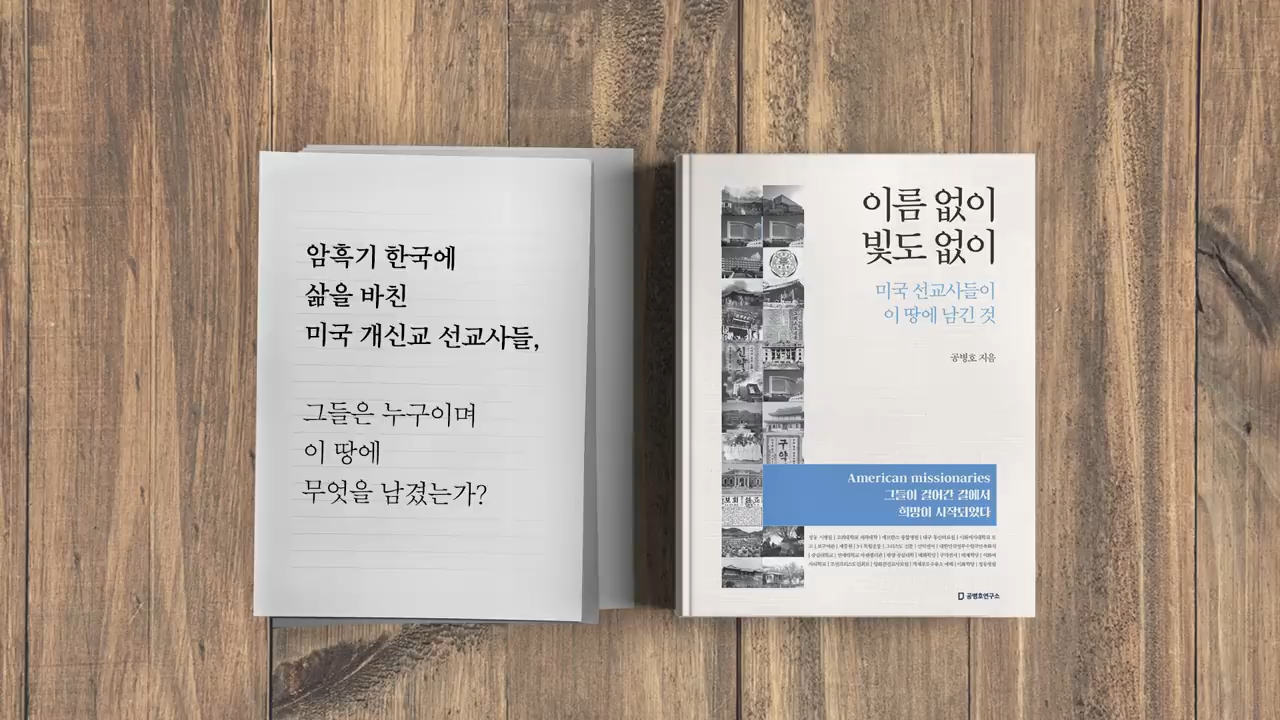 암흑기 한국에
삶을 바친
미국 개신교 선교사들,
그들은 누구이며
이 땅에
무엇을 남겼는가?
이름 없이
빛도 없이
미국 선교사들이
이 땅에 남긴 것
공병호 지음
구약
American missionaries
그들이 걸어간 길에서
희망이 시작되었다
공병호연구소